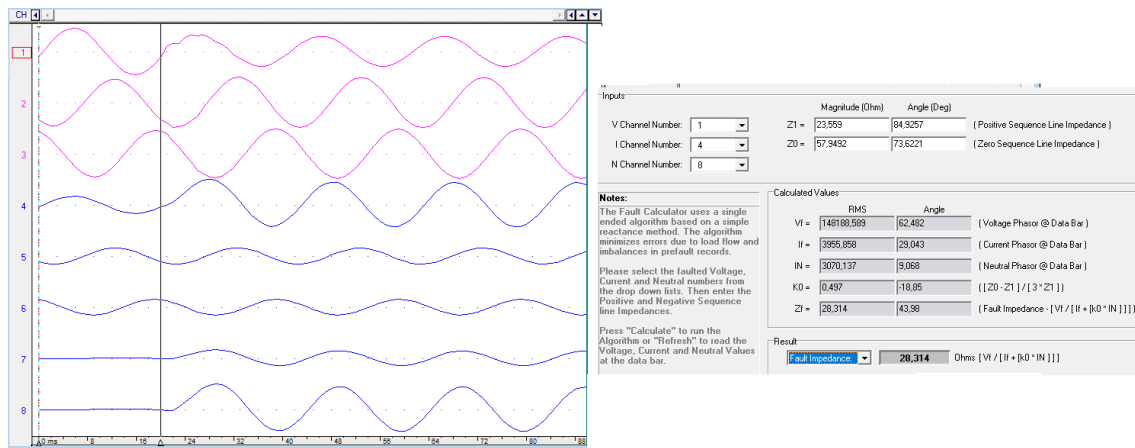 CH
1
2
3
4
5
6
7
8
0 ms 8 16 24 32 40 48 56 64 72 80 88
Inputs
Magnitude (Ohm) Angle (Deg)
V Channel Number: 1 Z1 = 23,559 84,9257 ( Positive Sequence Line Impedance )
I Channel Number: 4 Z0 = 57,9492 73,6221 ( Zero Sequence Line Impedance )
N Channel Number: 8
Notes:
The Fault Calculator uses a single
ended algorithm based on a simple
reactance method. The algorithm
minimizes errors due to load flow and
imbalances in prefault records.
Please select the faulted Voltage,
Current and Neutral numbers from
the drop down lists. Then enter the
Positive and Negative Sequence
line Impedances.
Press "Calculate" to run the
Algorithm or "Refresh" to read the
Voltage, Current and Neutral Values
at the data bar.
Calculated Values
RMS Angle
Vf = 148188,589 62,482 ( Voltage Phasor @ Data Bar )
If = 3955,858 29,043 ( Current Phasor @ Data Bar )
IN = 3070,137 9,068 ( Neutral Phasor @ Data Bar )
K0 = 0,497 -18,85 ( [ Z0 - Z1 ] / [ 3* Z1 ] )
Zf = 28,314 43,98 ( Fault Impedance - [ Vf / [ If + [k0 * IN ] ] ] )
Result
Fault Impedance: 28,314 Ohms [ Vf / [ If + [k0 * IN ] ] ]